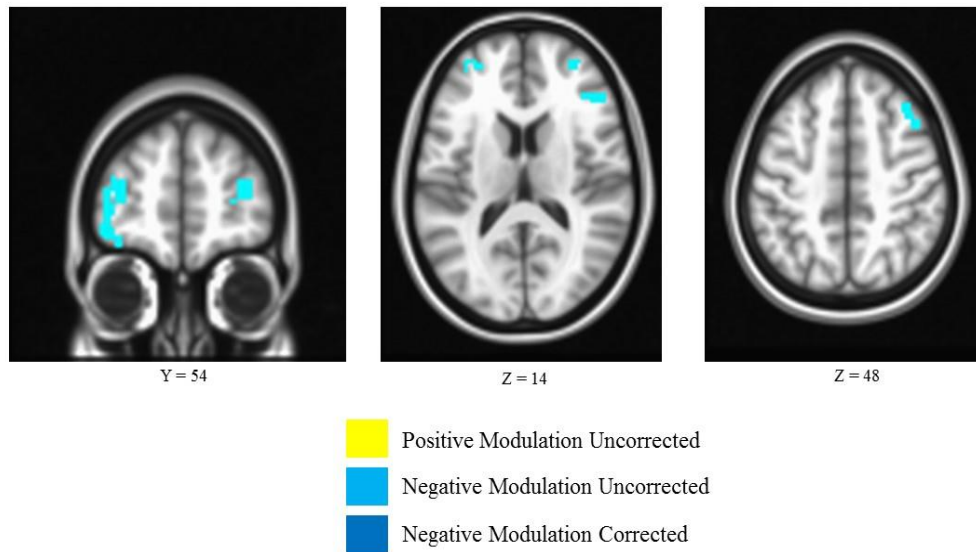 Y = 54
Z = 14
Z = 48
Positive Modulation Uncorrected
Negative Modulation Uncorrected
Negative Modulation Corrected